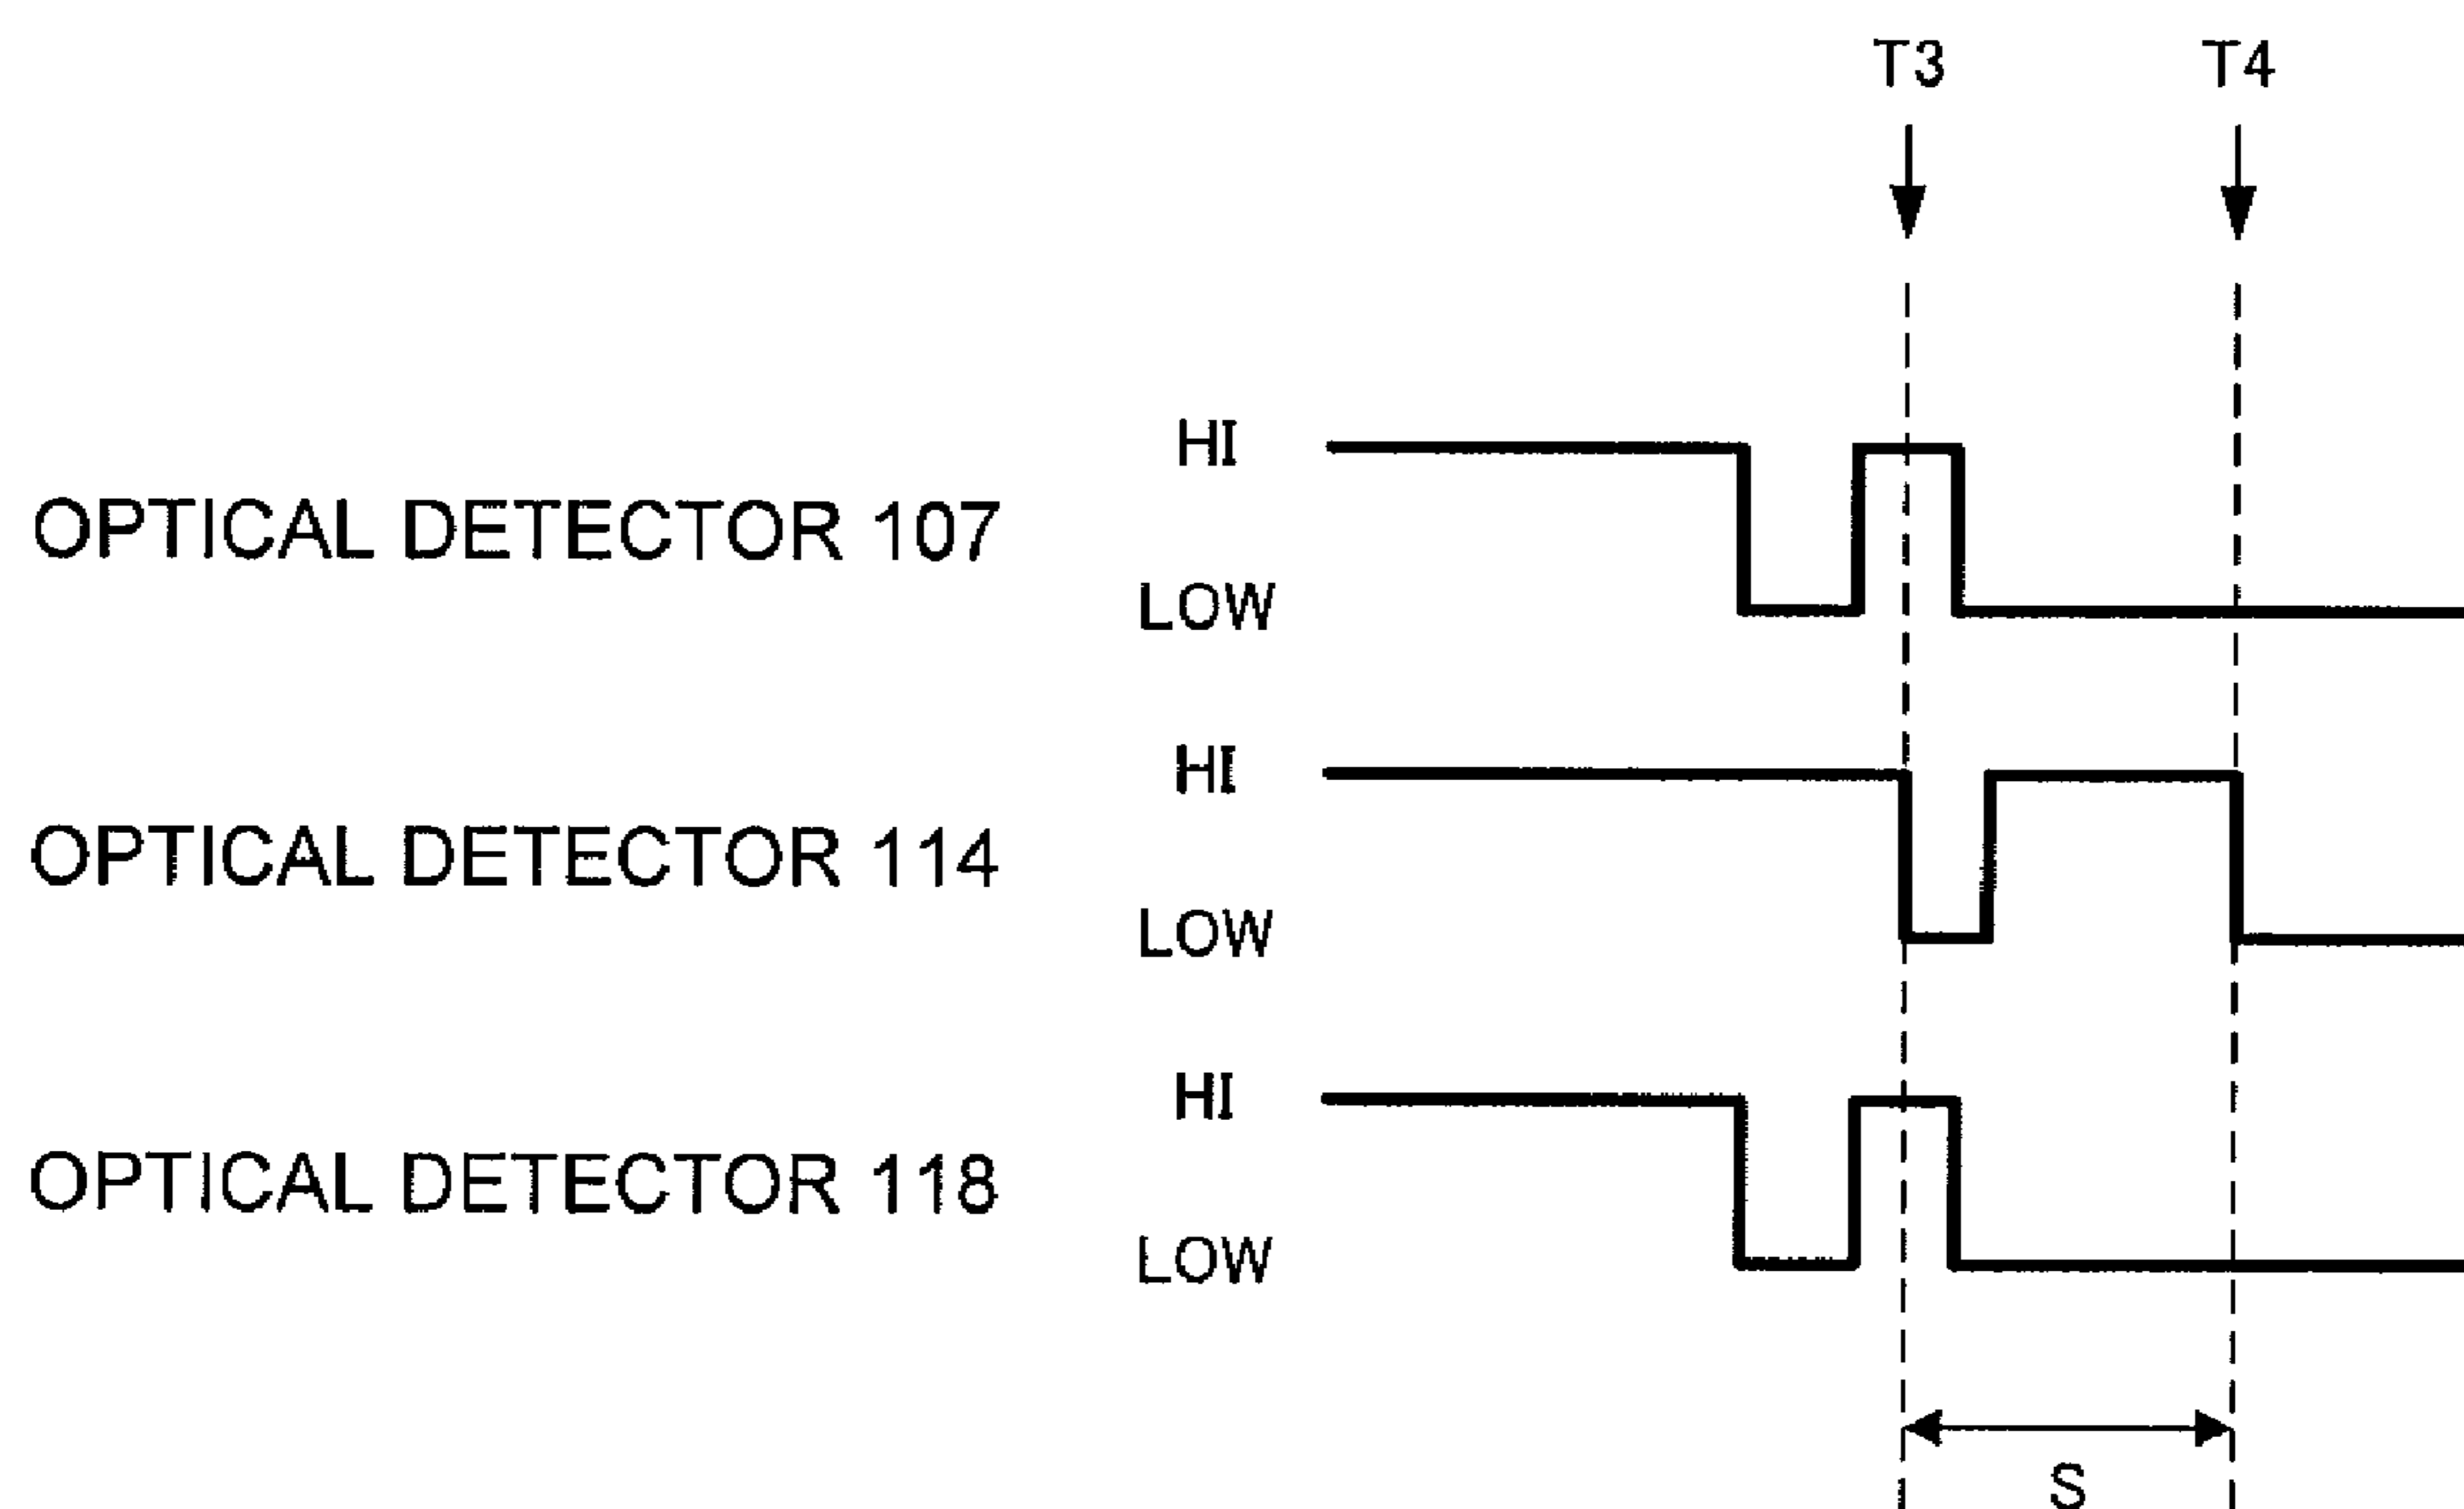 T3 T4
HI
OPTICAL DETECTOR 107
LOW
HI
OPTICAL DETECTOR 114
LOW
HI
OPTICAL DETECTOR 118
LOW
S